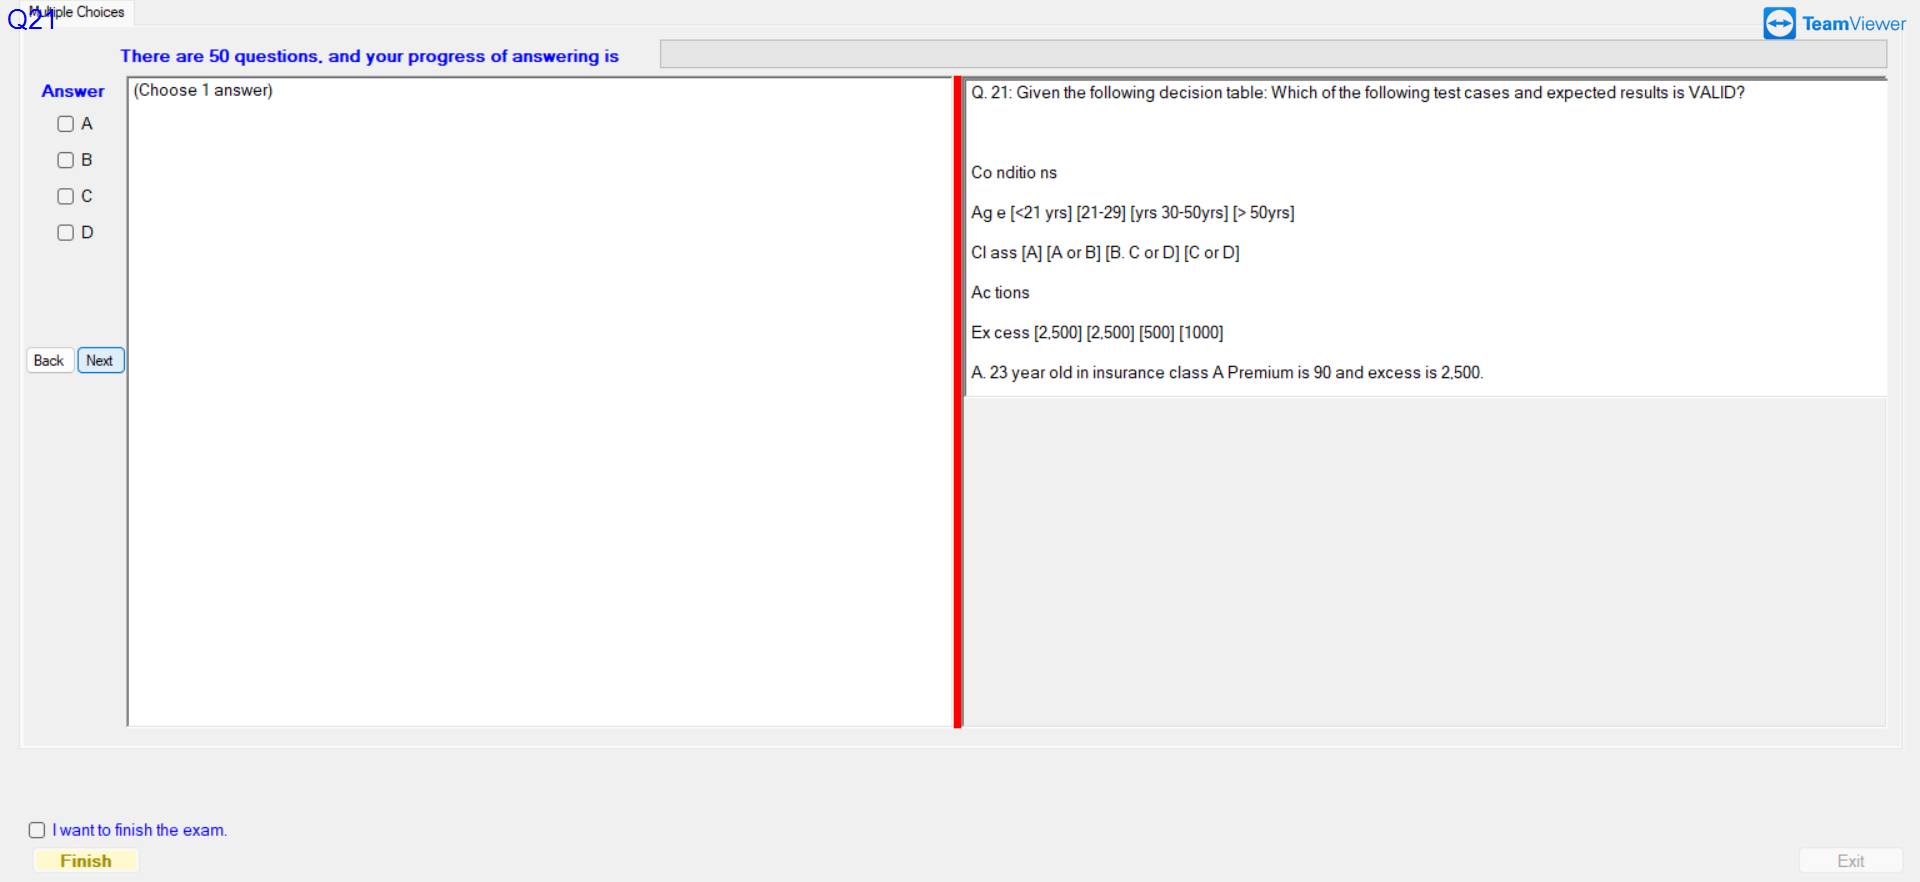 Multiple Choices
Q21
TeamViewer
There are 50 questions, and your progress of answering is
Answer
A
B
C
D
Back Next
(Choose 1 answer)
Q. 21: Given the following decision table: Which of the following test cases and expected results is VALID?
Co nditio ns
Ag e [<21 yrs] [21-29] [yrs 30-50yrs] [> 50yrs]
Cl ass [A] [A or B] [B. C or D] [C or D]
Ac tions
Ex cess [2,500] [2,500] [500] [1000]
A. 23 year old in insurance class A Premium is 90 and excess is 2,500.
I want to finish the exam.
Finish
Exit